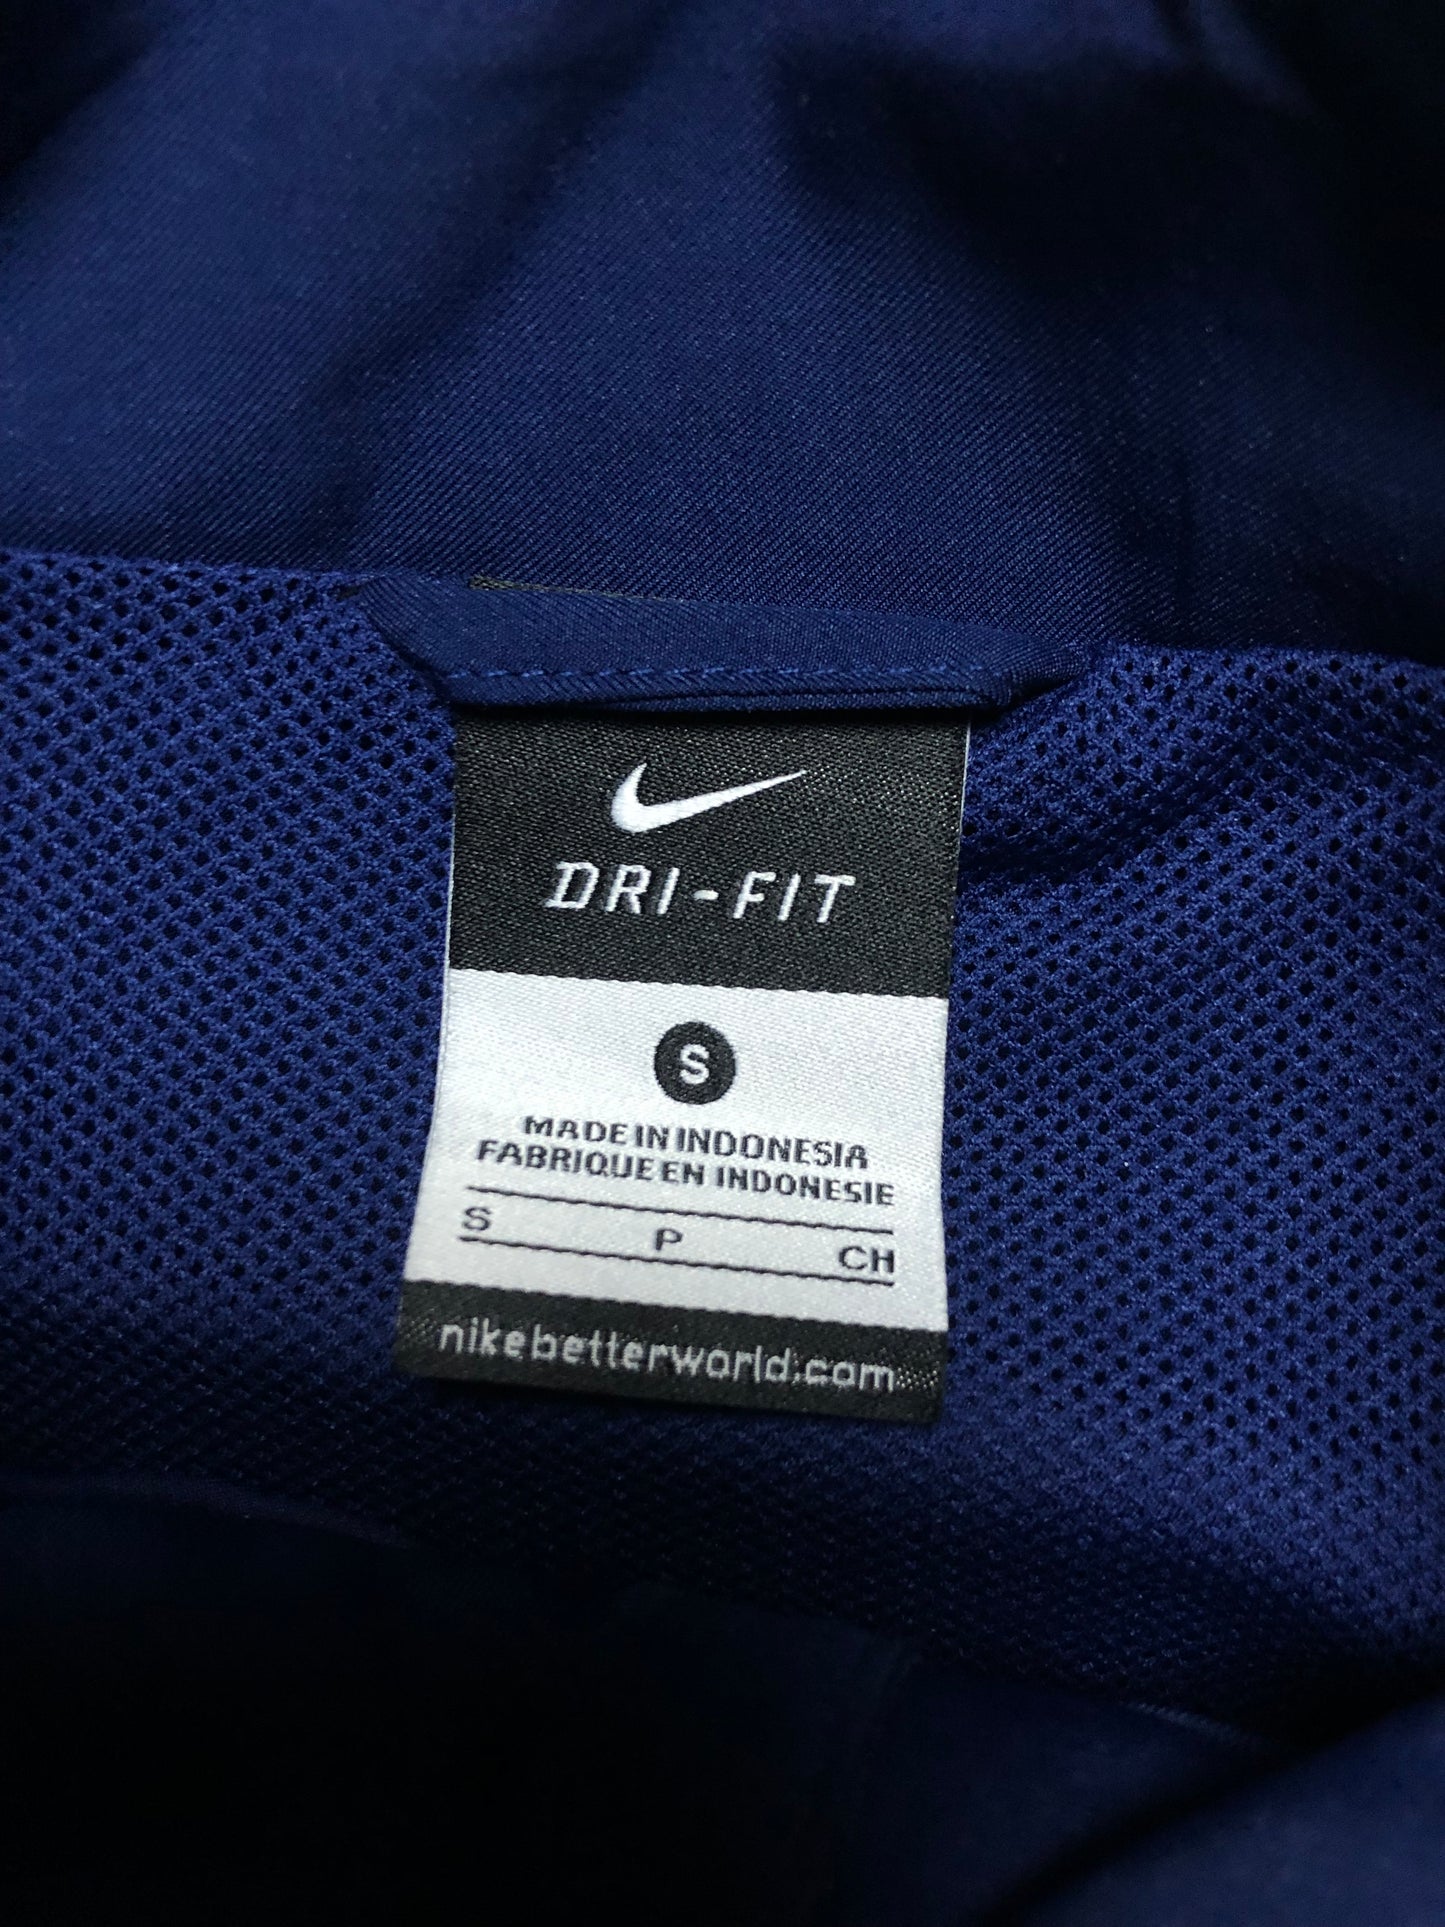 DRI-FIT
S
MADE IN INDONESIA
FABRIQUE EN INDONESIE
S P CH
nikebetterworld.com